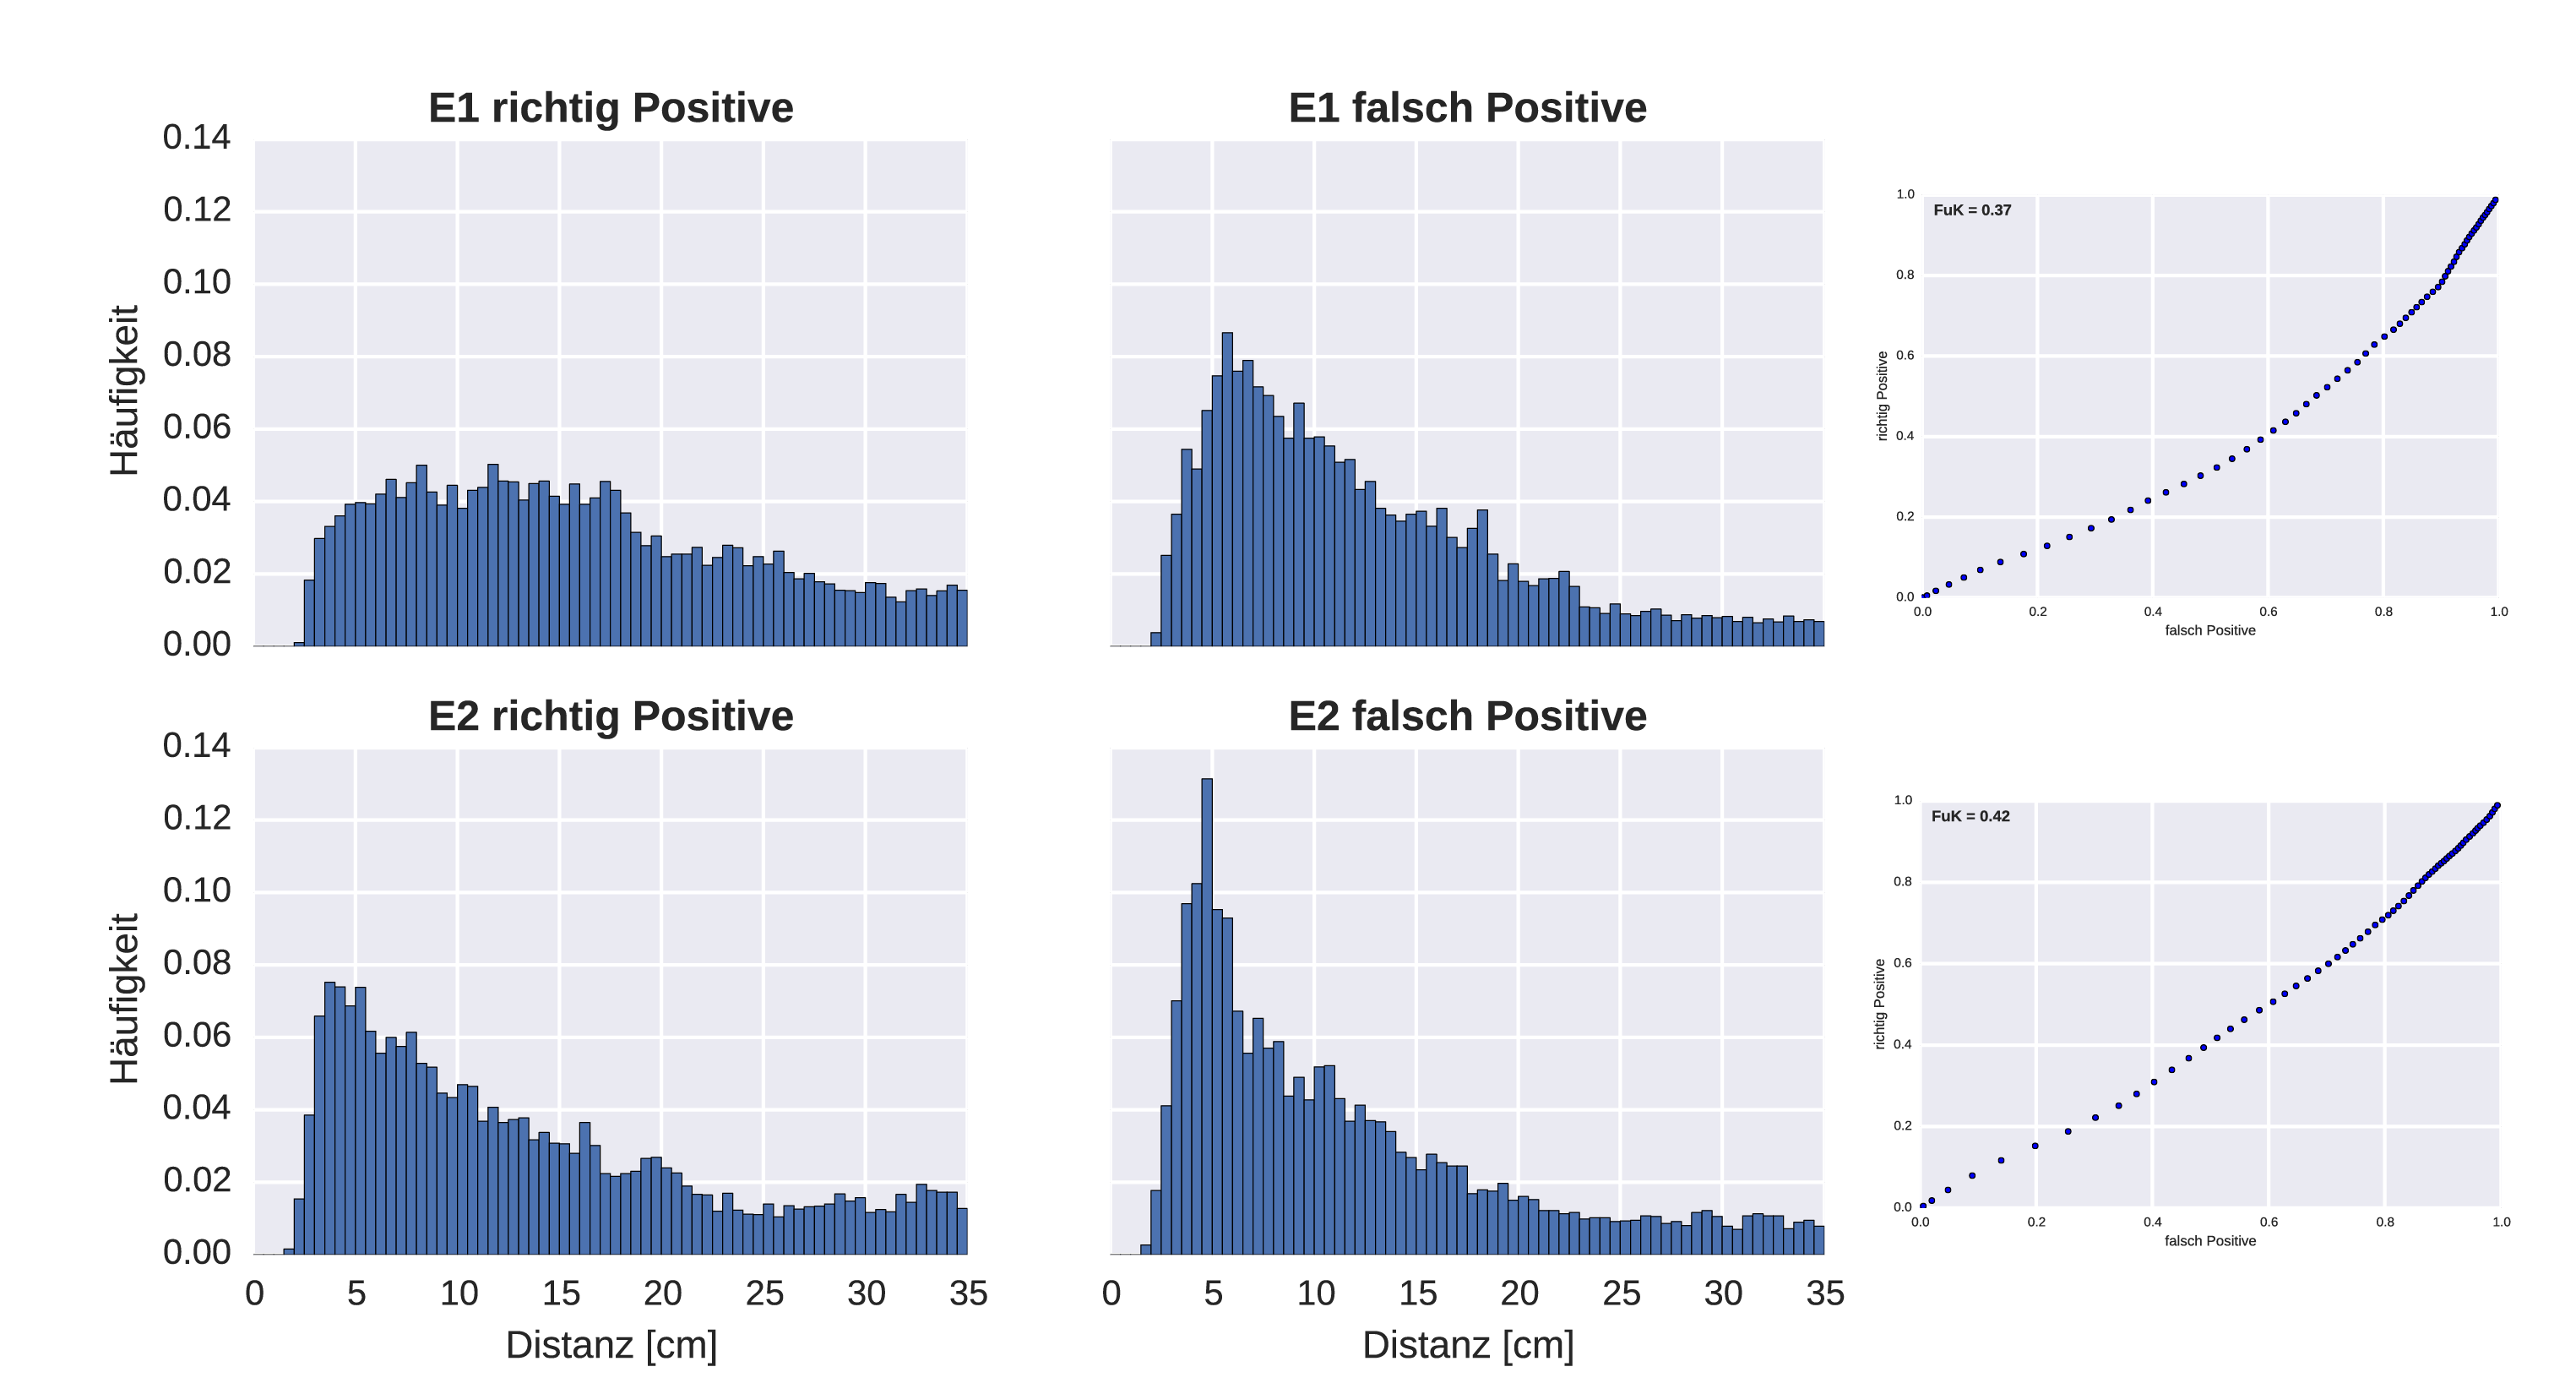 E1 richtig Positive
E1 falsch Positive
0.14
0.12
0.10
0.08
0.06
0.04
0.02
0.00
Häufigkeit
FuK = 0.37
1.0
0.8
0.6
0.4
0.2
0.0
richtig Positive
0.0 0.2 0.4 0.6 0.8 1.0
falsch Positive
E2 richtig Positive
E2 falsch Positive
0.14
0.12
0.10
0.08
0.06
0.04
0.02
0.00
Häufigkeit
0 5 10 15 20 25 30 35
Distanz [cm]
0 5 10 15 20 25 30 35
Distanz [cm]
FuK = 0.42
1.0
0.8
0.6
0.4
0.2
0.0
richtig Positive
0.0 0.2 0.4 0.6 0.8 1.0
falsch Positive